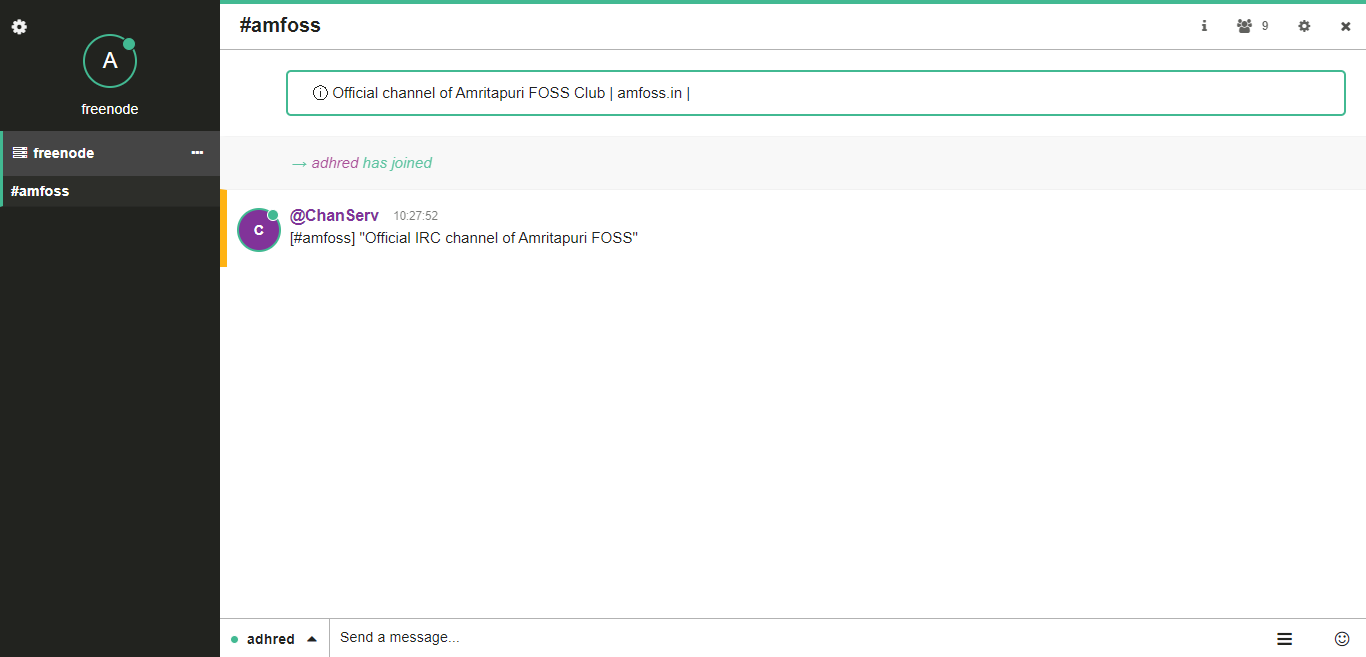 #amfoss
9
A
freenode
Official channel of Amritapuri FOSS Club | amfoss.in |
freenode
#amfoss
→ adhred has joined
C
@ChanServ 10:27:52
[#amfoss] "Official IRC channel of Amritapuri FOSS"
adhred
Send a message...